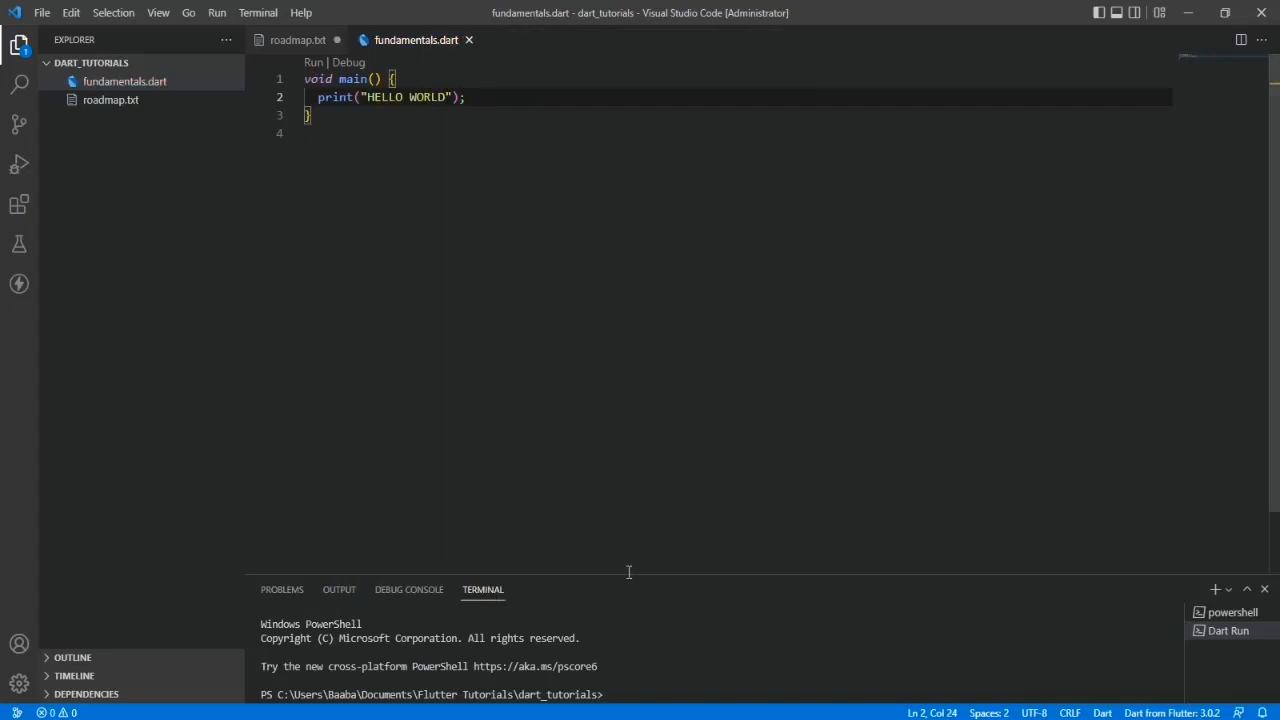 File Edit Selection View Go Run Terminal Help
fundamentals.dart - dart_tutorials - Visual Studio Code [Administrator]
EXPLORER
roadmap.txt
fundamentals.dart
1
DART_TUTORIALS
fundamentals.dart
roadmap.txt
Run | Debug
1 void main() {
2 print("HELLO WORLD");
3 }
4
PROBLEMS OUTPUT DEBUG CONSOLE TERMINAL
powershell
Dart Run
Windows PowerShell
Copyright (C) Microsoft Corporation. All rights reserved.
Try the new cross-platform PowerShell https://aka.ms/pscore6
PS C:\Users\Baaba\Documents\Flutter Tutorials\dart_tutorials>
OUTLINE
TIMELINE
DEPENDENCIES
0 0 Ln 2, Col 24 Spaces: 2 UTF-8 CRLF Dart Dart from Flutter: 3.0.2